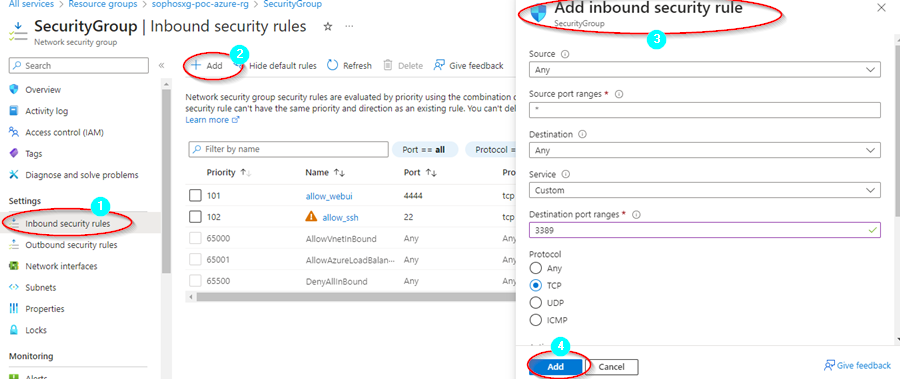 All services > Resource groups > sophosxg-poc-azure-rg > SecurityGroup
SecurityGroup | Inbound security rules
Network security group
Search
Overview
Activity log
Access control (IAM)
Tags
Diagnose and solve problems
Settings
1
Inbound security rules
Outbound security rules
Network interfaces
Subnets
Properties
Locks
Monitoring
Alerts
2
Add Hide default rules Refresh Delete Give feedback
Network security group security rules are evaluated by priority using the combination o
security rule can't have the same priority and direction as an existing rule. You can't del
Learn more
Filter by name Port == all Protocol =
Priority Name Port Pro
101 allow_webui 4444 tcp
102 allow_ssh 22 tcp
65000 AllowVnetInBound Any Any
65001 AllowAzureLoadBalan... Any Any
65500 DenyAllInBound Any Any
Add inbound security rule
SecurityGroup
3
Source
Any
Source port ranges *
*
Destination
Any
Service
Custom
Destination port ranges *
3389
Protocol
Any
TCP
UDP
ICMP
4
Add Cancel Give feedback